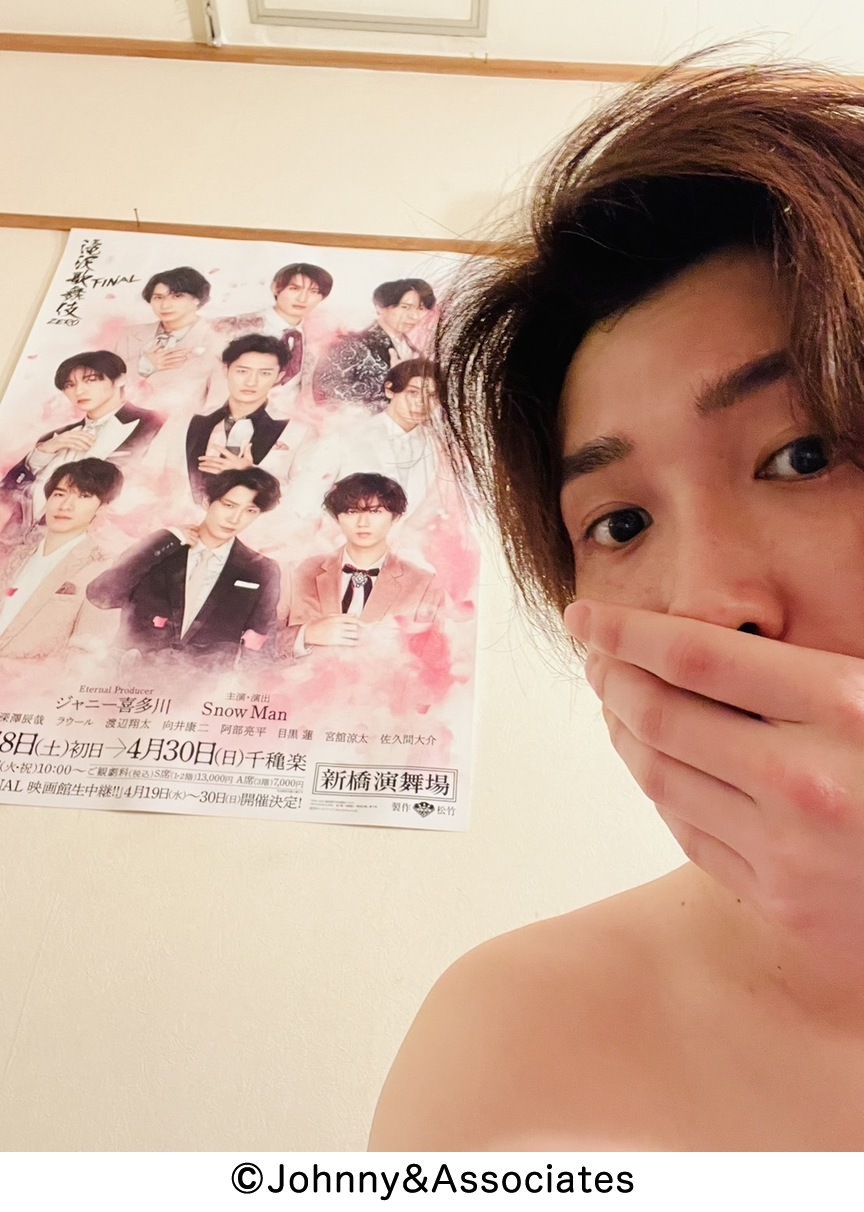 滝沢歌舞伎
ZERO
FINAL
Eternal Producer
ジャニー喜多川
主演・演出
Snow Man
深澤辰哉 ラウール 渡辺翔太 向井康二 阿部亮平 目黒 蓮 宮舘涼太 佐久間大介
8日(土)初日→4月30日(日)千穐楽
(火・祝)10:00〜 ご観劇料(税込)S席(1・2階)13,000円 A席(3階)7,000円
NAL 映画館生中継!!」4月19日(水)〜30日(日)開催決定!
新橋演舞場
製作 松竹
©Johnny&Associates